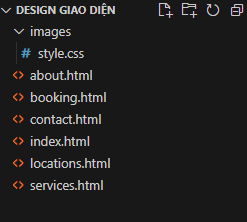 DESIGN GIAO DIỆN
images
# style.css
<> about.html
<> booking.html
<> contact.html
<> index.html
<> locations.html
<> services.html